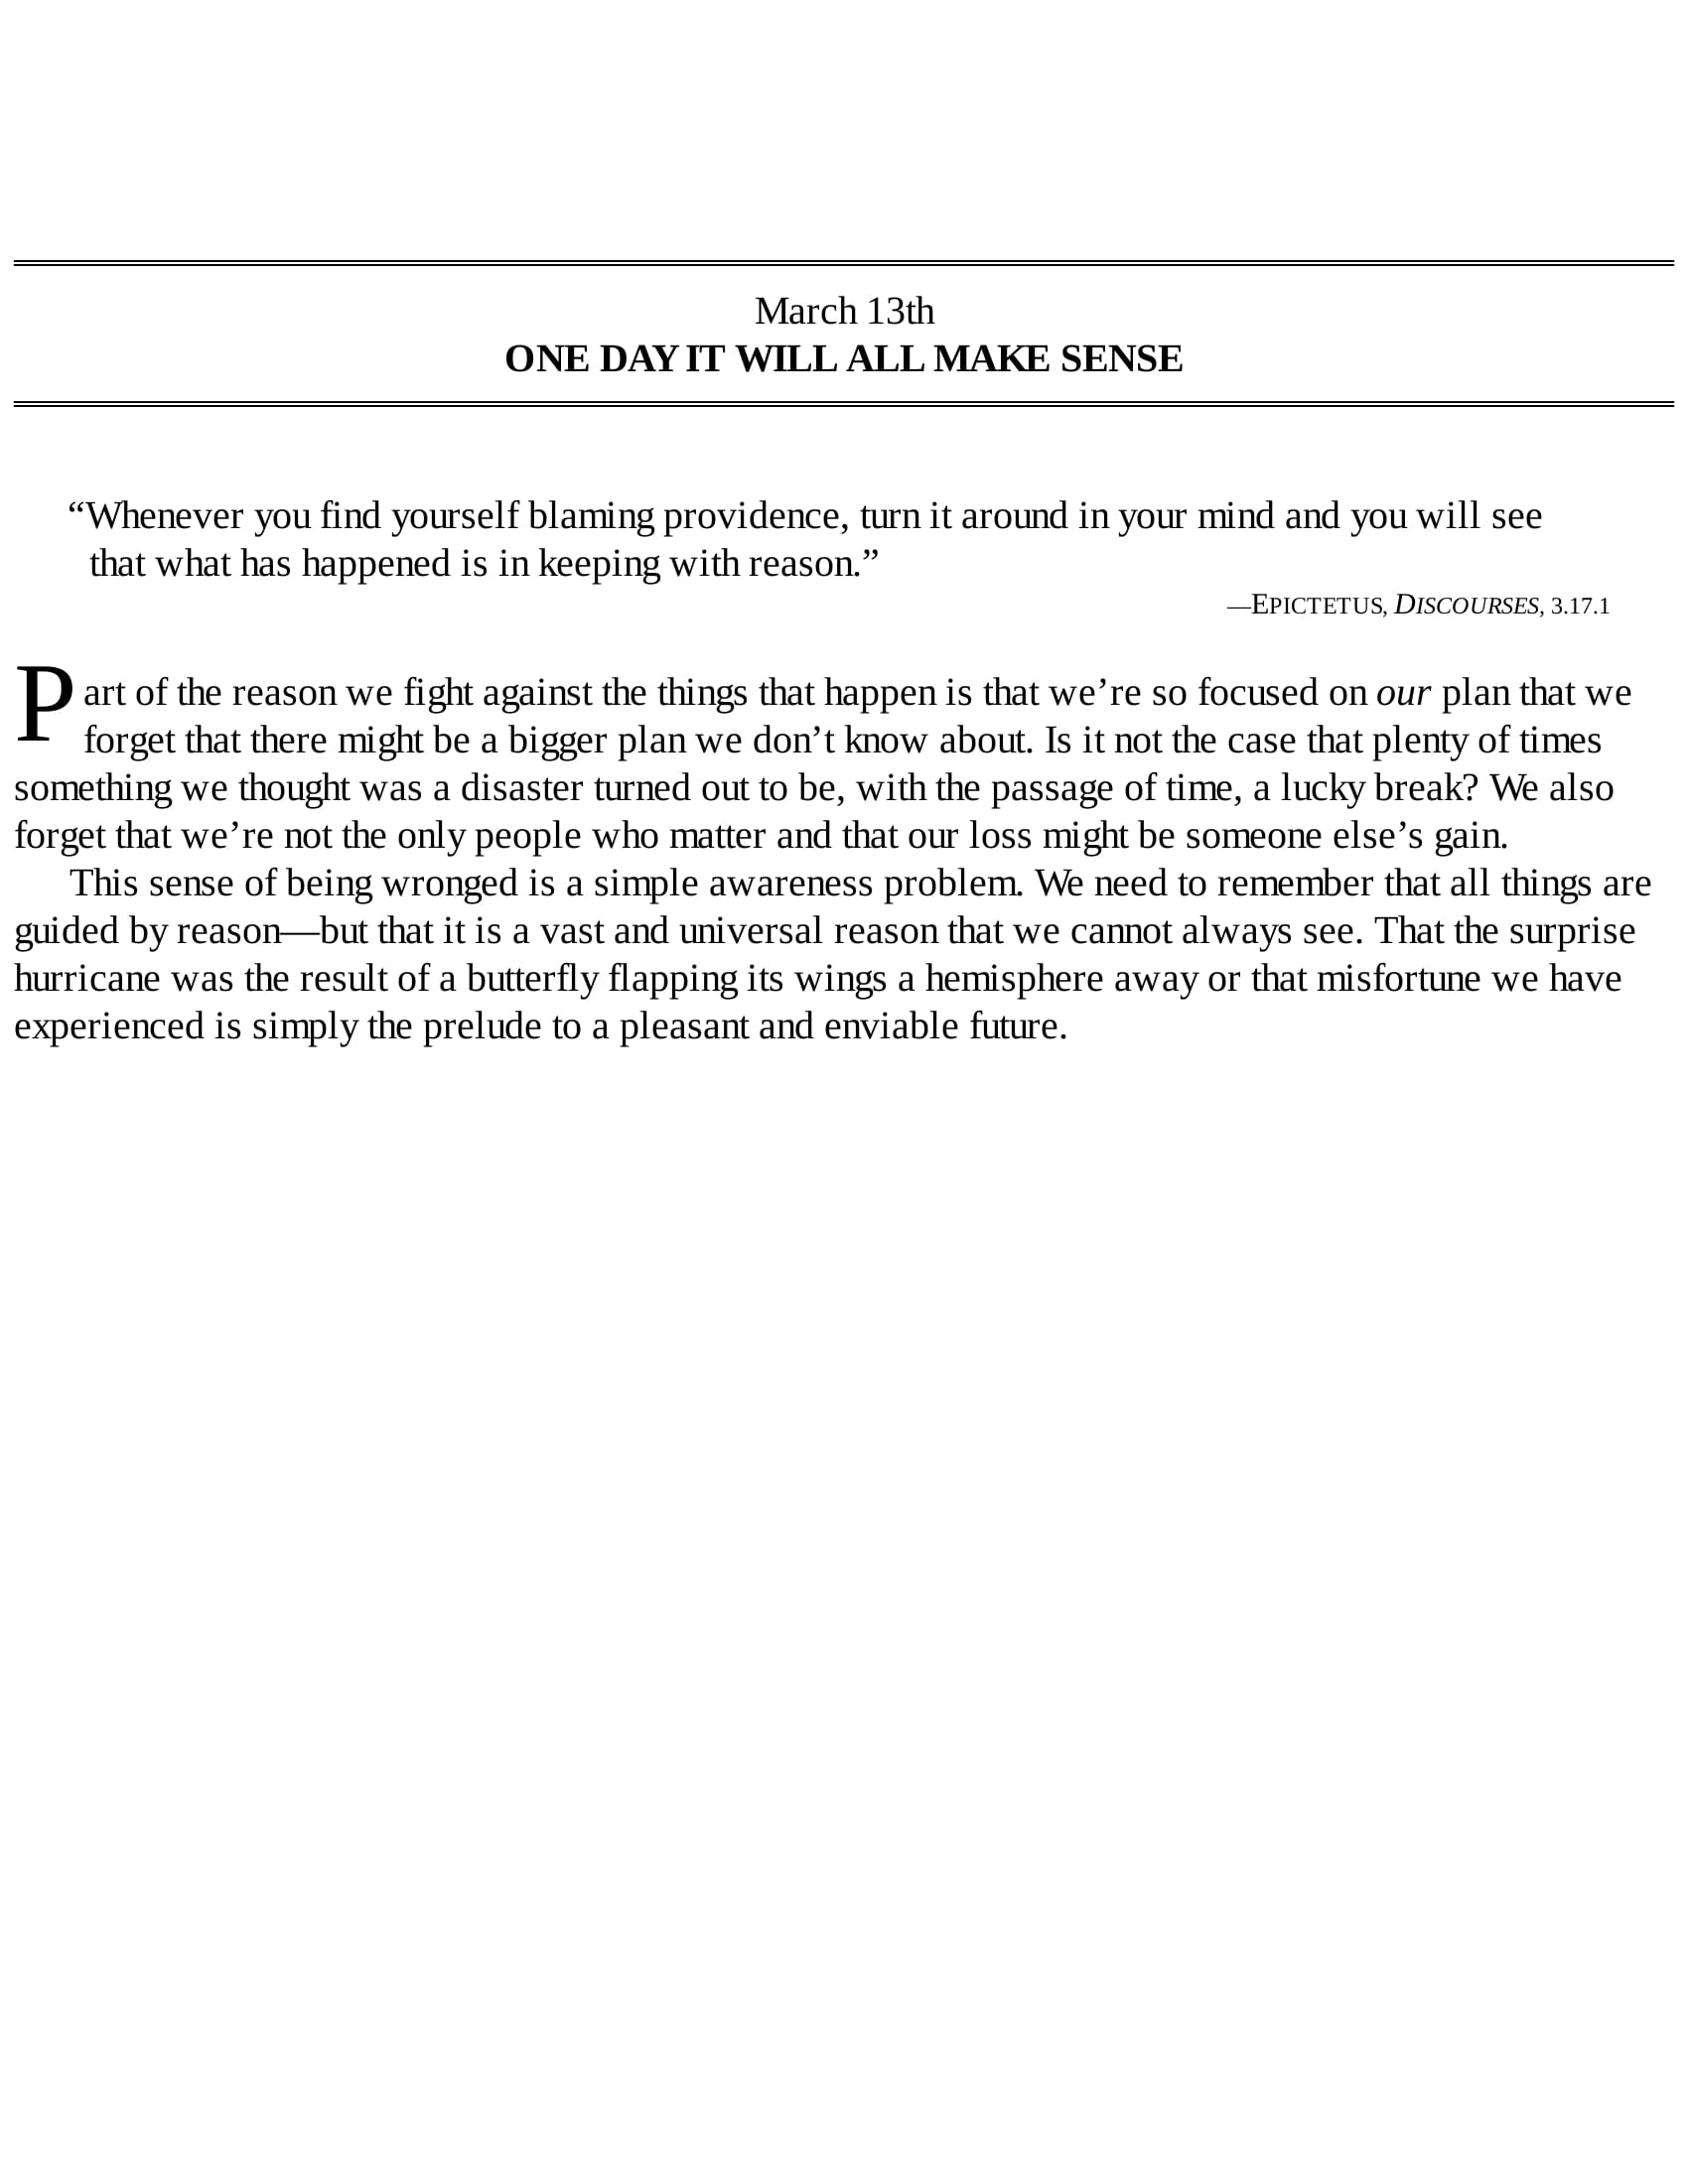 March 13th
ONE DAY IT WILL ALL MAKE SENSE
“Whenever you find yourself blaming providence, turn it around in your mind and you will see
that what has happened is in keeping with reason.”
—EPICTETUS, DISCOURSES, 3.17.1
Part of the reason we fight against the things that happen is that we’re so focused on our plan that we
forget that there might be a bigger plan we don’t know about. Is it not the case that plenty of times
something we thought was a disaster turned out to be, with the passage of time, a lucky break? We also
forget that we’re not the only people who matter and that our loss might be someone else’s gain.
This sense of being wronged is a simple awareness problem. We need to remember that all things are
guided by reason—but that it is a vast and universal reason that we cannot always see. That the surprise
hurricane was the result of a butterfly flapping its wings a hemisphere away or that misfortune we have
experienced is simply the prelude to a pleasant and enviable future.